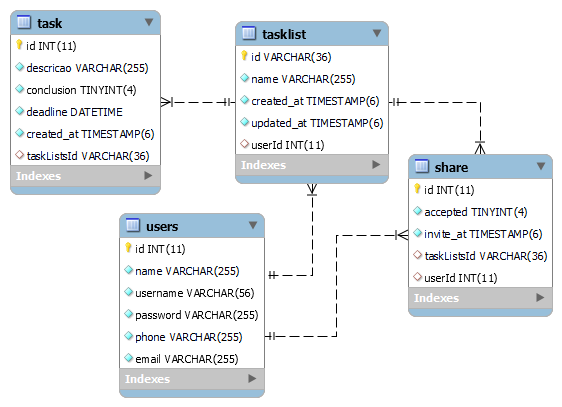 task
id INT(11)
descricao VARCHAR(255)
conclusion TINYINT(4)
deadline DATETIME
created_at TIMESTAMP(6)
taskListsId VARCHAR(36)
Indexes
tasklist
id VARCHAR(36)
name VARCHAR(255)
created_at TIMESTAMP(6)
updated_at TIMESTAMP(6)
userId INT(11)
Indexes
share
id INT(11)
accepted TINYINT(4)
invite_at TIMESTAMP(6)
taskListsId VARCHAR(36)
userId INT(11)
Indexes
users
id INT(11)
name VARCHAR(255)
username VARCHAR(56)
password VARCHAR(255)
phone VARCHAR(255)
email VARCHAR(255)
Indexes